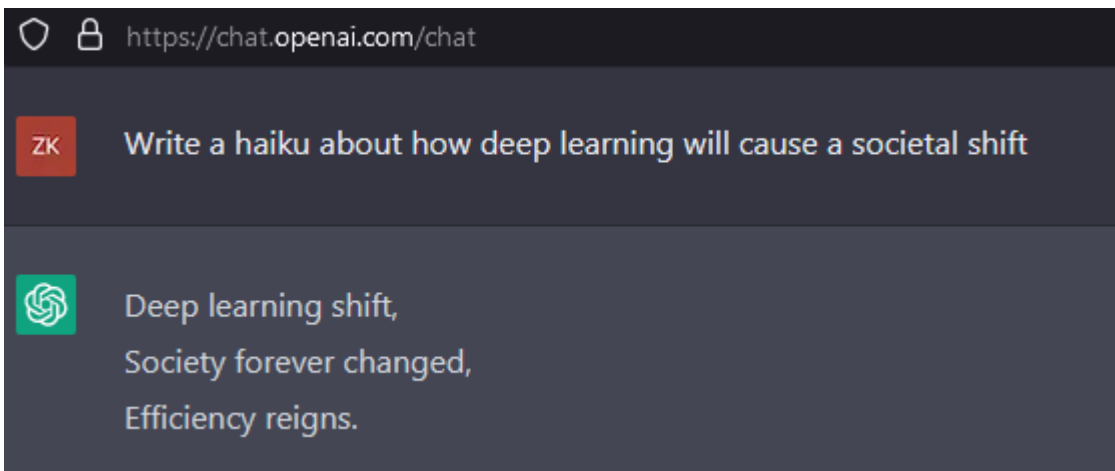 https://chat.openai.com/chat
ZK
Write a haiku about how deep learning will cause a societal shift
Deep learning shift,
Society forever changed,
Efficiency reigns.